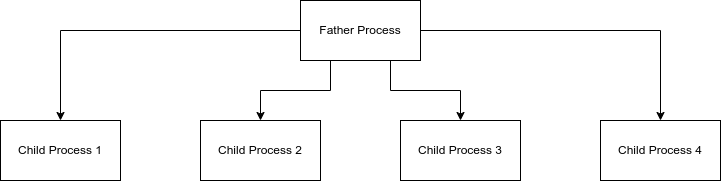 Father Process
Child Process 1
Child Process 2
Child Process 3
Child Process 4